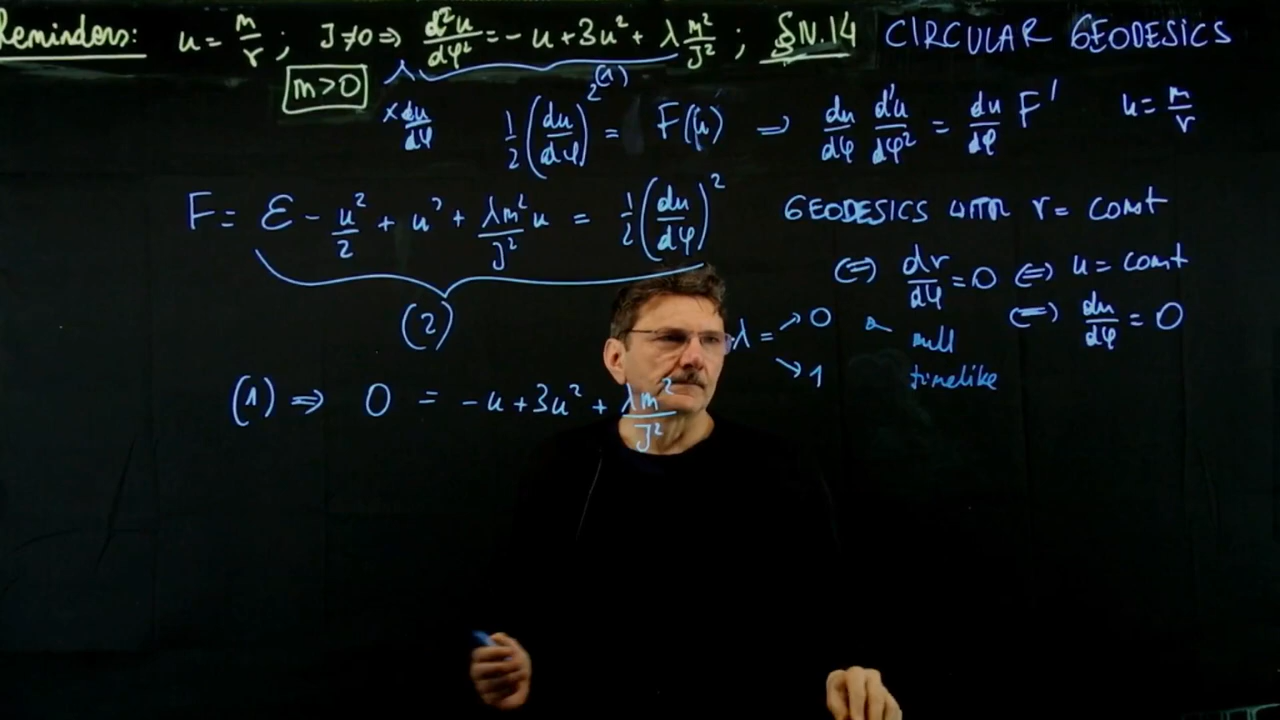 Reminders: u = m/r ; J ≠ 0 ⇒ d²u/dφ² = - u + 3u² + λ m²/J² ; § N.14 CIRCULAR GEODESICS
m > 0
(1)
× du/dφ 1/2 (du/dφ)² = F(u) ⇒ du/dφ d²u/dφ² = du/dφ F' u = m/r
F = Ɛ - u²/2 + u³ + λm²/J² u = 1/2 (du/dφ)² GEODESICS WITH r = const
(2)
⇔ dr/dφ = 0 ⇔ u = const
⇔ du/dφ = 0
λ = → 0 null
→ 1 timelike
(1) ⇒ 0 = - u + 3u² + λm²/J²